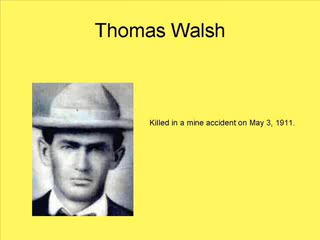 Thomas Walsh
Killed in a mine accident on May 3, 1911.